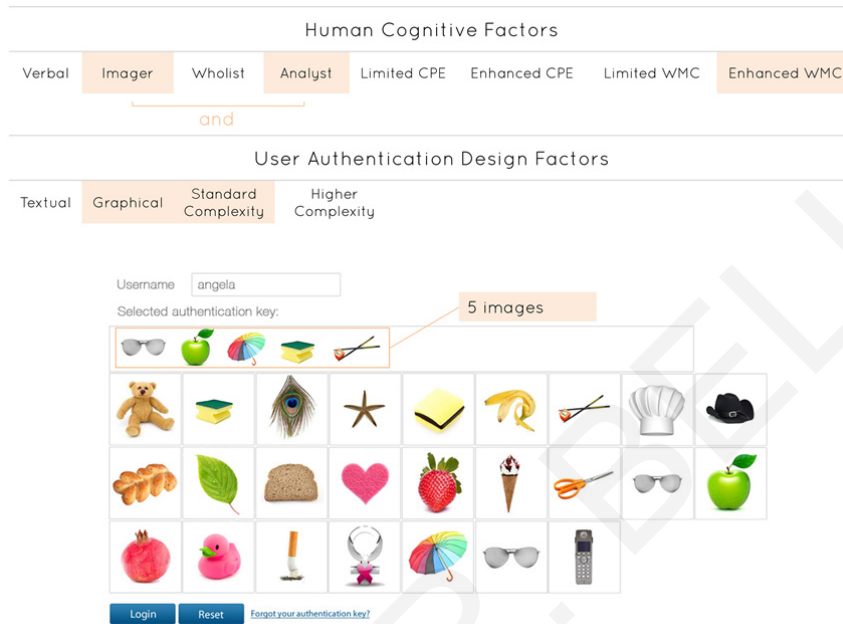 Human Cognitive Factors
Verbal Imager Wholist Analyst Limited CPE Enhanced CPE Limited WMC Enhanced WMC
and
User Authentication Design Factors
Textual Graphical Standard Complexity Higher Complexity
Username angela
Selected authentication key:
5 images
Login Reset Forgot your authentication key?